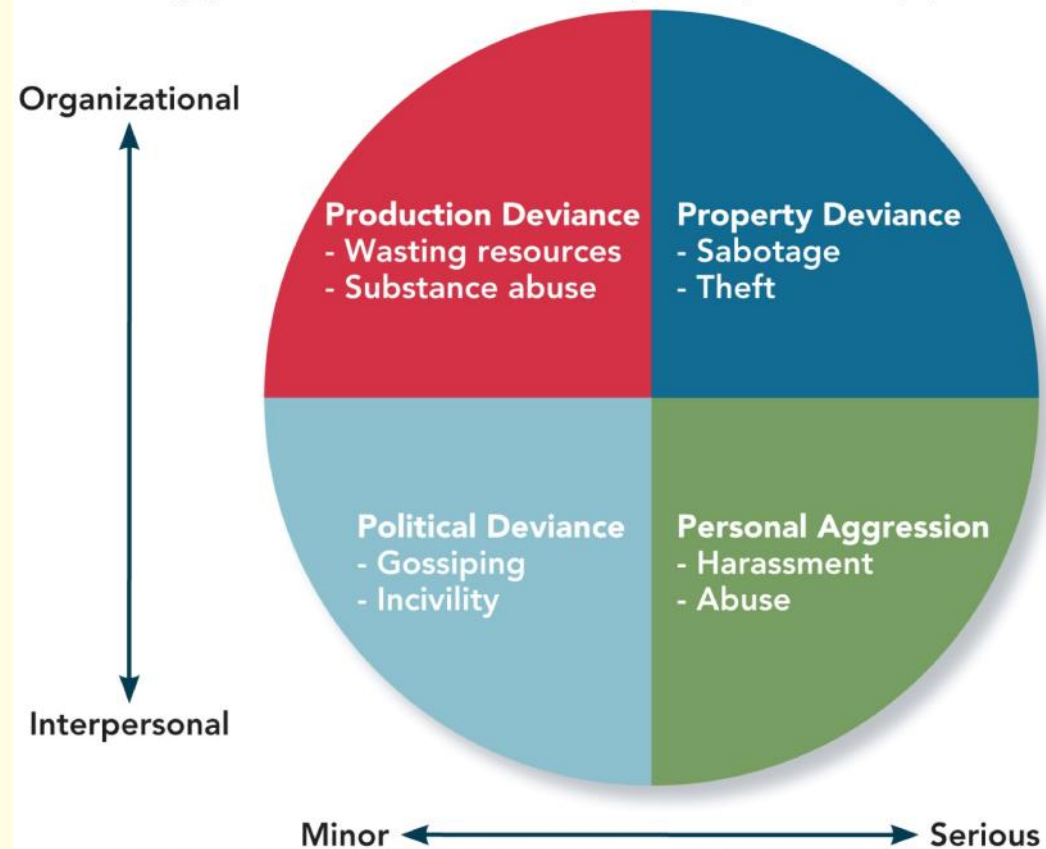 Organizational
Production Deviance
- Wasting resources
- Substance abuse
Property Deviance
- Sabotage
- Theft
Political Deviance
- Gossiping
- Incivility
Personal Aggression
- Harassment
- Abuse
Interpersonal
Minor
Serious